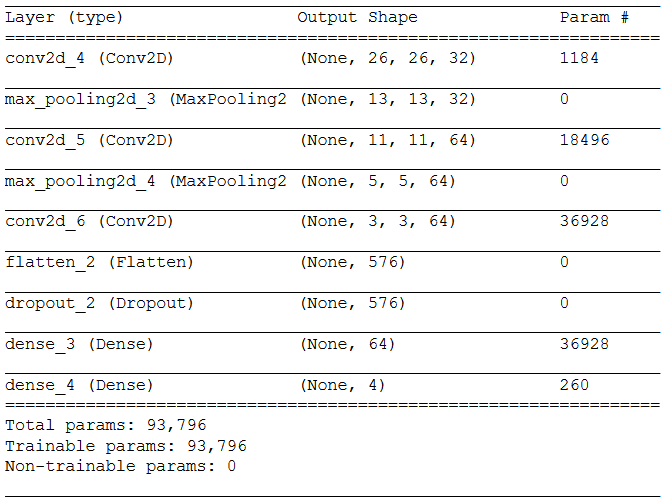 Layer (type) Output Shape Param #
=================================================================
conv2d_4 (Conv2D) (None, 26, 26, 32) 1184
max_pooling2d_3 (MaxPooling2 (None, 13, 13, 32) 0
conv2d_5 (Conv2D) (None, 11, 11, 64) 18496
max_pooling2d_4 (MaxPooling2 (None, 5, 5, 64) 0
conv2d_6 (Conv2D) (None, 3, 3, 64) 36928
flatten_2 (Flatten) (None, 576) 0
dropout_2 (Dropout) (None, 576) 0
dense_3 (Dense) (None, 64) 36928
dense_4 (Dense) (None, 4) 260
=================================================================
Total params: 93,796
Trainable params: 93,796
Non-trainable params: 0